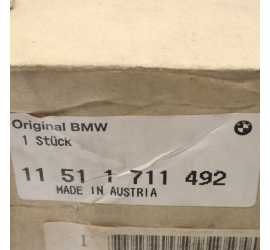 Original BMW
1 Stück
11 51 1 711 492
MADE IN AUSTRIA
1